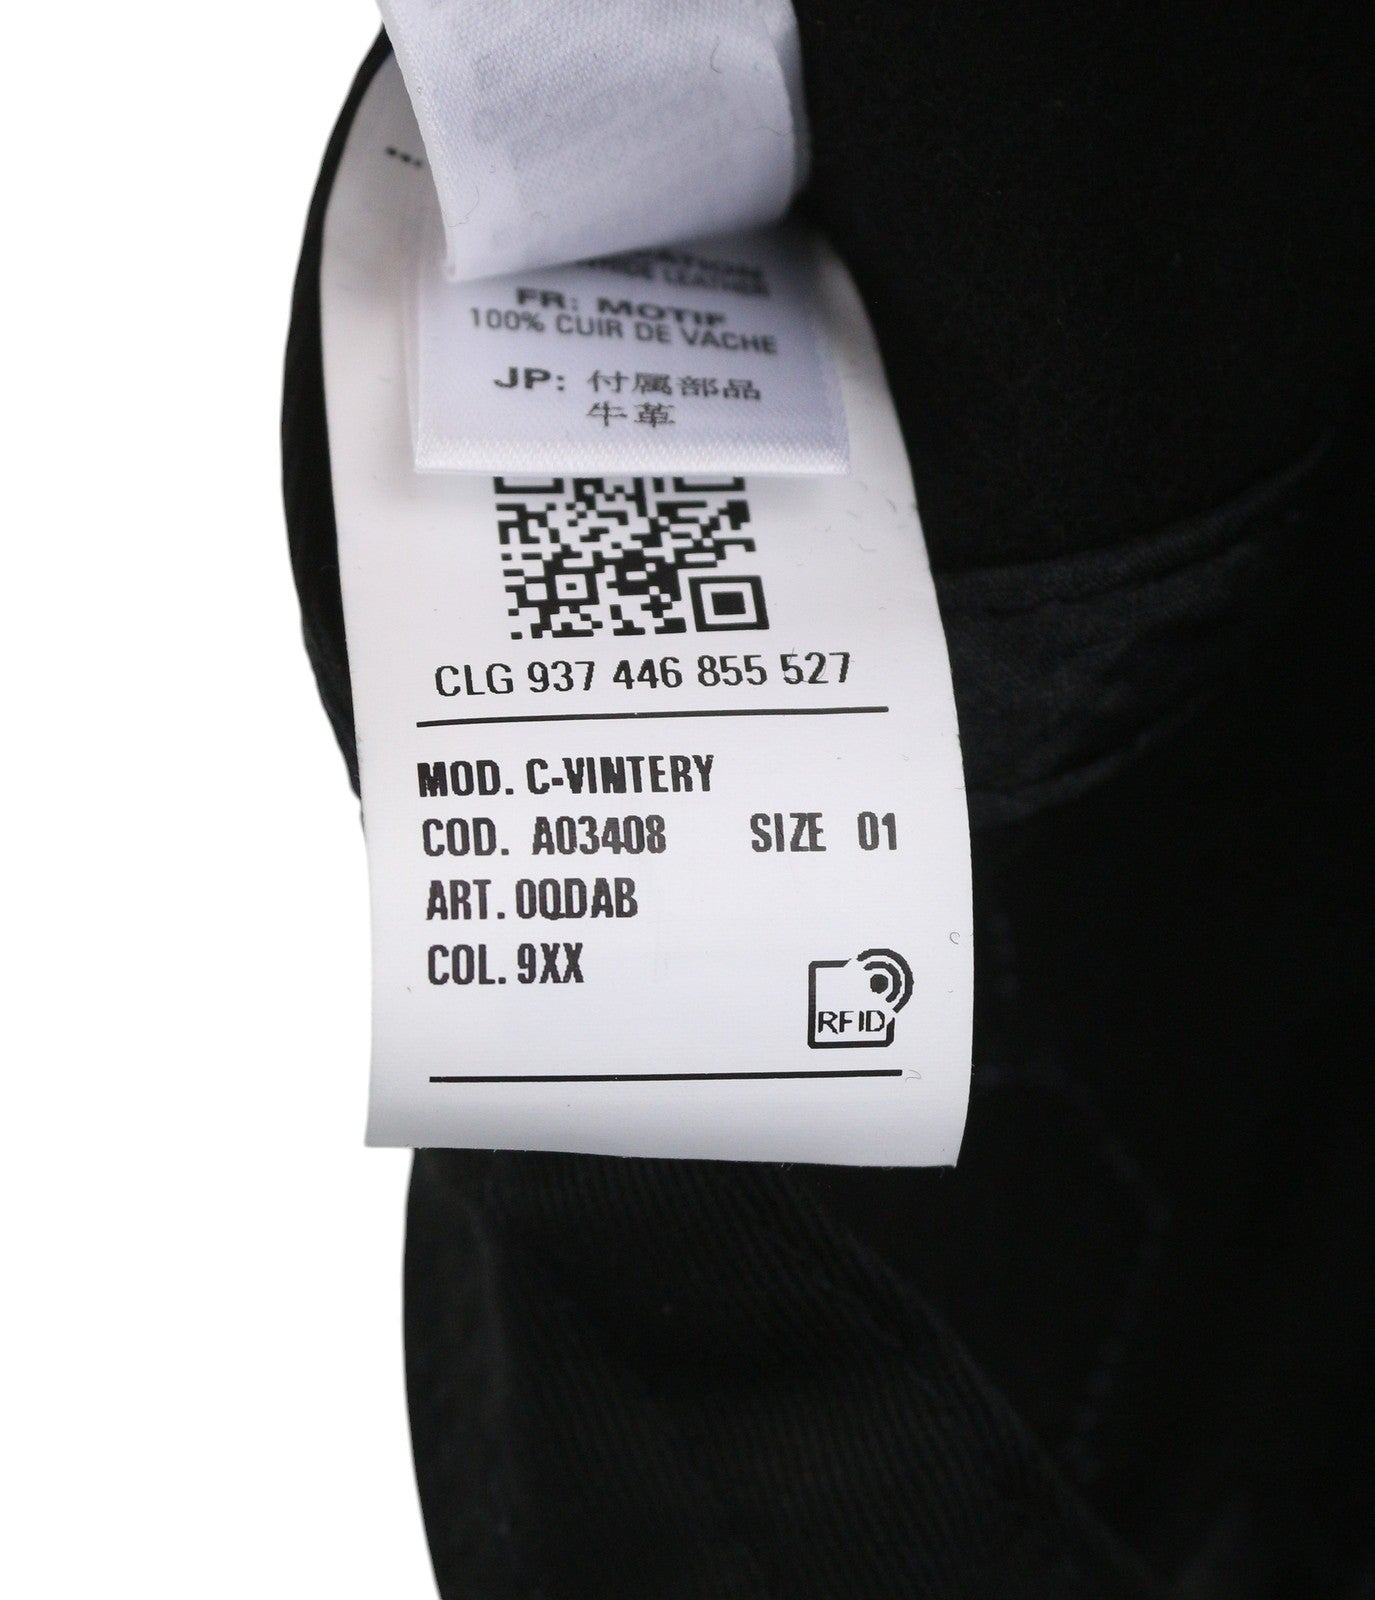 LEATHER
FR: MOTIF
100% CUIR DE VACHE
JP: 付属部品
牛革
CLG 937 446 855 527
MOD. C-VINTERY
COD. A03408 SIZE 01
ART. 0QDAB
COL. 9XX
RFID